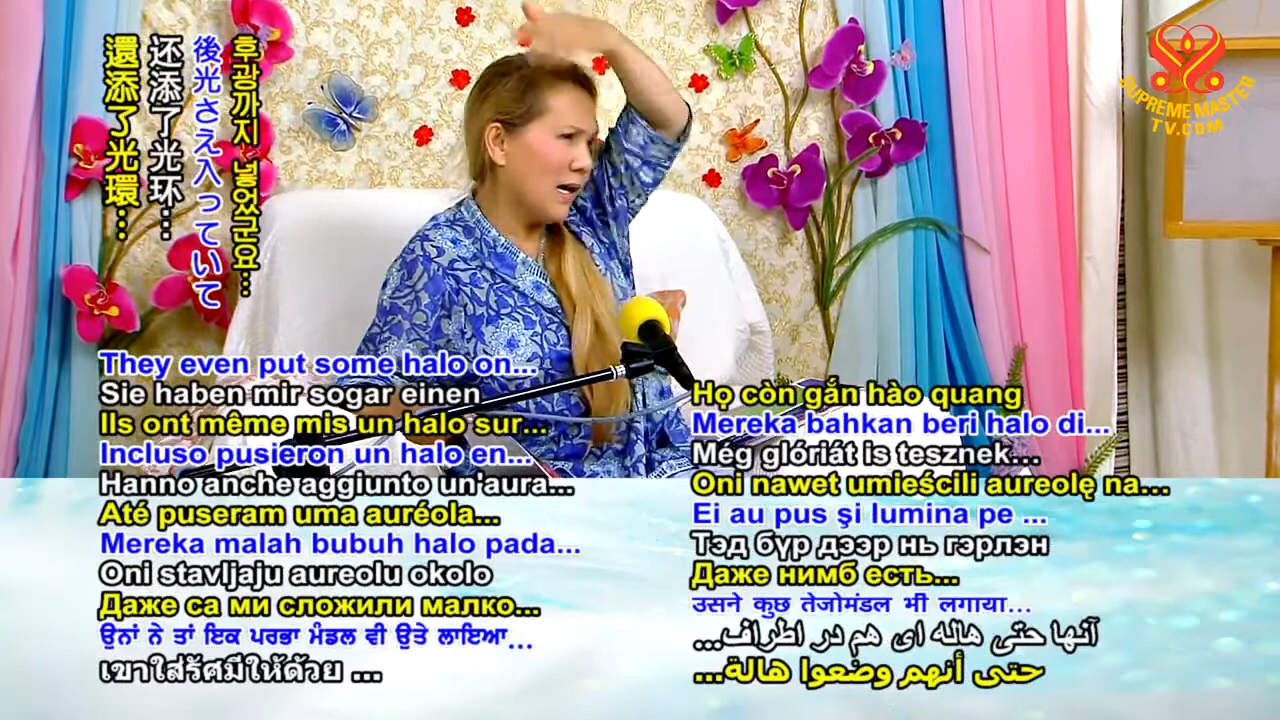 還添了光環…
还添了光环…
後光さえ入っていて
후광까지 넣었군요…
SUPREME MASTER
TV.COM
They even put some halo on...
Sie haben mir sogar einen
Ils ont même mis un halo sur...
Incluso pusieron un halo en...
Hanno anche aggiunto un'aura...
Até puseram uma auréola...
Mereka malah bubuh halo pada...
Oni stavljaju aureolu okolo
Даже са ми сложили малко...
ਉਨਾਂ ਨੇ ਤਾਂ ਇਕ ਪਰਭਾ ਮੰਡਲ ਵੀ ਉਤੇ ਲਾਇਆ...
เขาใส่รัศมีให้ด้วย ...
Họ còn gắn hào quang
Mereka bahkan beri halo di...
Még glóriát is tesznek...
Oni nawet umieścili aureolę na...
Ei au pus şi lumina pe ...
Тэд бүр дээр нь гэрлэн
Даже нимб есть...
उसने कुछ तेजोमंडल भी लगाया...
آنها حتی هاله ای هم در اطراف...
حتى أنهم وضعوا هالة...